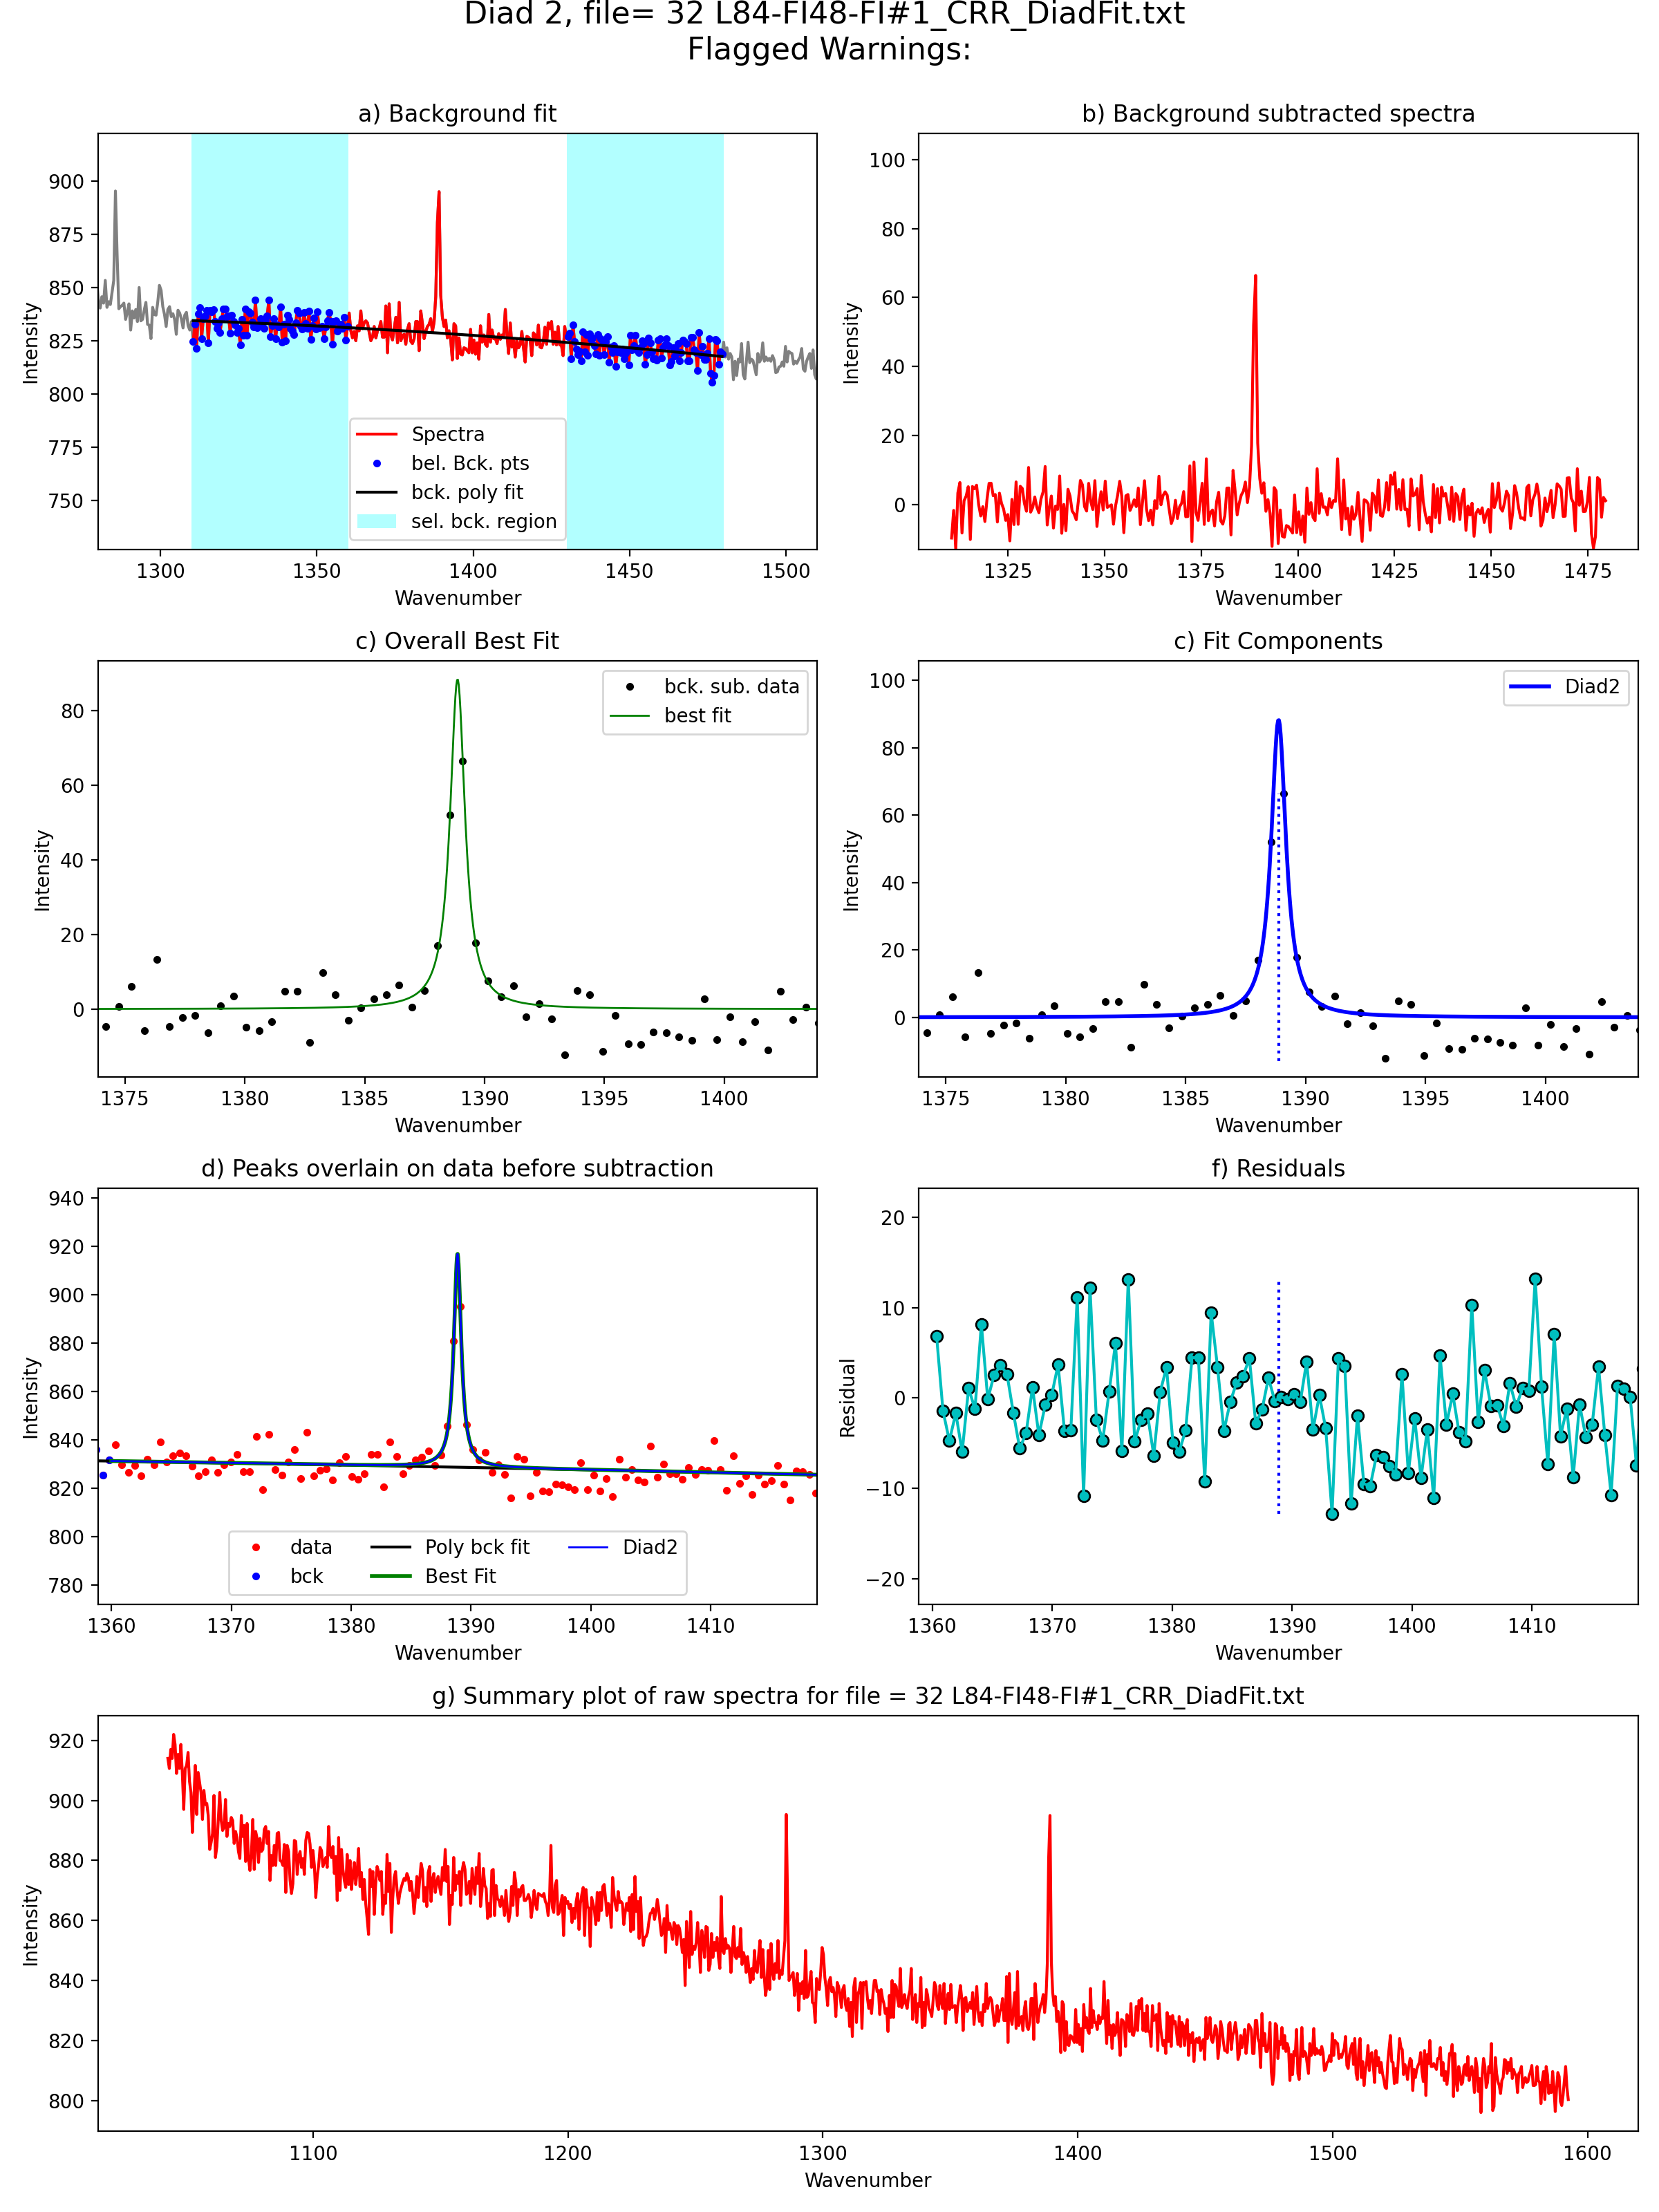 Diad 2, file= 32 L84-FI48-FI#1_CRR_DiadFit.txt
Flagged Warnings:
a) Background fit
900
875
850
825
800
775
750
Intensity
Spectra
bel. Bck. pts
bck. poly fit
sel. bck. region
1300 1350 1400 1450 1500
Wavenumber
b) Background subtracted spectra
100
80
60
40
20
0
Intensity
1325 1350 1375 1400 1425 1450 1475
Wavenumber
c) Overall Best Fit
80
60
40
20
0
Intensity
bck. sub. data
best fit
1375 1380 1385 1390 1395 1400
Wavenumber
c) Fit Components
100
80
60
40
20
0
Intensity
Diad2
1375 1380 1385 1390 1395 1400
Wavenumber
d) Peaks overlain on data before subtraction
940
920
900
880
860
840
820
800
780
Intensity
data
bck
Poly bck fit
Best Fit
Diad2
1360 1370 1380 1390 1400 1410
Wavenumber
f) Residuals
20
10
0
−10
−20
Residual
1360 1370 1380 1390 1400 1410
Wavenumber
g) Summary plot of raw spectra for file = 32 L84-FI48-FI#1_CRR_DiadFit.txt
920
900
880
860
840
820
800
Intensity
1100 1200 1300 1400 1500 1600
Wavenumber